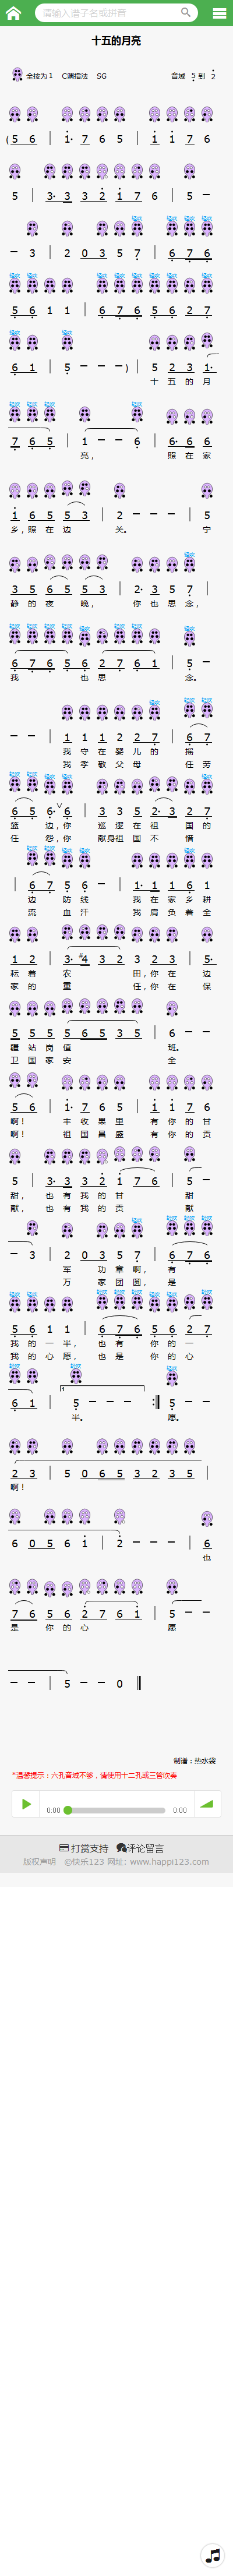 请输入谱子名或拼音
十五的月亮
全按为1 C调指法 SG 音域 5 到 2
(5 6 | 1· 7 6 5 | 1 1 7 6
5 | 3· 3 3 2 1 7 6 | 5 –
– 3 | 2 0 3 5 7 | 6 7 6
5 6 1 1 | 6 7 6 5 6 2 7
6 1 | 5 – – –) | 5 2 3 1·
十 五 的 月
7 6 5 | 1 – – 6 | 6· 6 6
亮, 照 在 家
1 6 5 5 3 | 2 – – – | 5
乡,照 在 边 关。 宁
3 5 6 5 5 3 | 2· 3 5 7 |
静 的 夜 晚, 你 也 思 念,
6 7 6 5 6 2 7 6 1 | 5 –
我 也 思 念。
– – | 1 1 1 2 2 7 | 6 7
我 守 在 婴 儿 的 摇
我 孝 敬 父 母 任 劳
6 5 6· 6 | 3 3 5 2· 3 2 7
篮 边,你 巡 逻 在 祖 国 的
任 怨,你 献身祖 国 不 惜
| 6 7 5 6 – | 1· 1 1 6 1
边 防 线 我 在 家 乡 耕
流 血 汗 我 肩 负 着 全
1 2 | 3· #4 3 2 3 2 3 | 5·
耘 着 农 田,你 在 边
家 的 重 任,你 在 保
5 5 5 5 6 5 3 5 | 6 – –
疆 站 岗 值 班。
卫 国 家 安 全
5 6 | 1· 7 6 5 | 1 1 7 6
啊! 丰 收 果 里 有 你 的 甘
啊! 祖 国 昌 盛 有 你 的 贡
5 | 3· 3 3 2 1 7 6 | 5 –
甜, 也 有 我 的 甘 甜
献, 也 有 我 的 贡 献
– 3 | 2 0 3 5 7 | 6 7 6
军 功 章 啊, 有
万 家 团 圆, 是
5 6 1 1 | 6 7 6 5 6 2 7
我 的 一 半, 也 有 你 的 一
我 的 心 愿, 也 是 你 的 心
6 1 | 5 – – – :| 5 – –
半。 愿。
2 3 | 5 0 6 5 3 2 3 5 |
啊!
6 0 5 6 1 | 2 – – – | 6
也
7 6 5 6 2 7 6 1 | 5 – –
是 你 的 心 愿
– – | 5 – – 0 ‖
制谱:热水袋
*温馨提示:六孔音域不够,请使用十二孔或三管吹奏
0:00 0:00
打赏支持 评论留言
版权声明 ©快乐123 网址: www.happi123.com